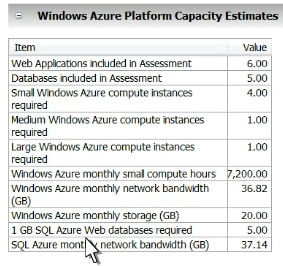 Windows Azure Platform Capacity Estimates
Item Value
Web Applications included in Assessment 6.00
Databases included in Assessment 5.00
Small Windows Azure compute instances 4.00
required
Medium Windows Azure compute instances 1.00
required
Large Windows Azure compute instances 1.00
required
Windows Azure monthly small compute hours 7,200.00
Windows Azure monthly network bandwidth 36.82
(GB)
Windows Azure monthly storage (GB) 20.00
1 GB SQL Azure Web databases required 5.00
SQL Azure monthly network bandwidth (GB) 37.14